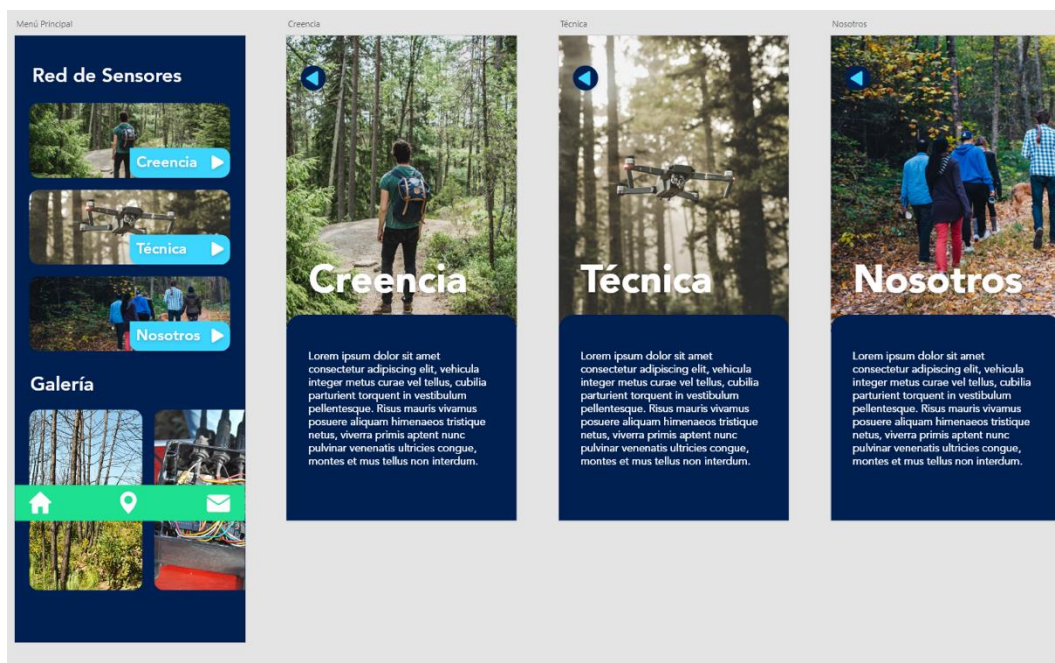 Menú Principal
Red de Sensores
Creencia
Técnica
Nosotros
Galería
Creencia
Creencia
Lorem ipsum dolor sit amet
consectetur adipiscing elit, vehicula
integer metus curae vel tellus, cubilia
parturient torquent in vestibulum
pellentesque. Risus mauris vivamus
posuere aliquam himenaeos tristique
netus, viverra primis aptent nunc
pulvinar venenatis ultricies congue,
montes et mus tellus non interdum.
Técnica
Técnica
Lorem ipsum dolor sit amet
consectetur adipiscing elit, vehicula
integer metus curae vel tellus, cubilia
parturient torquent in vestibulum
pellentesque. Risus mauris vivamus
posuere aliquam himenaeos tristique
netus, viverra primis aptent nunc
pulvinar venenatis ultricies congue,
montes et mus tellus non interdum.
Nosotros
Nosotros
Lorem ipsum dolor sit amet
consectetur adipiscing elit, vehicula
integer metus curae vel tellus, cubilia
parturient torquent in vestibulum
pellentesque. Risus mauris vivamus
posuere aliquam himenaeos tristique
netus, viverra primis aptent nunc
pulvinar venenatis ultricies congue,
montes et mus tellus non interdum.